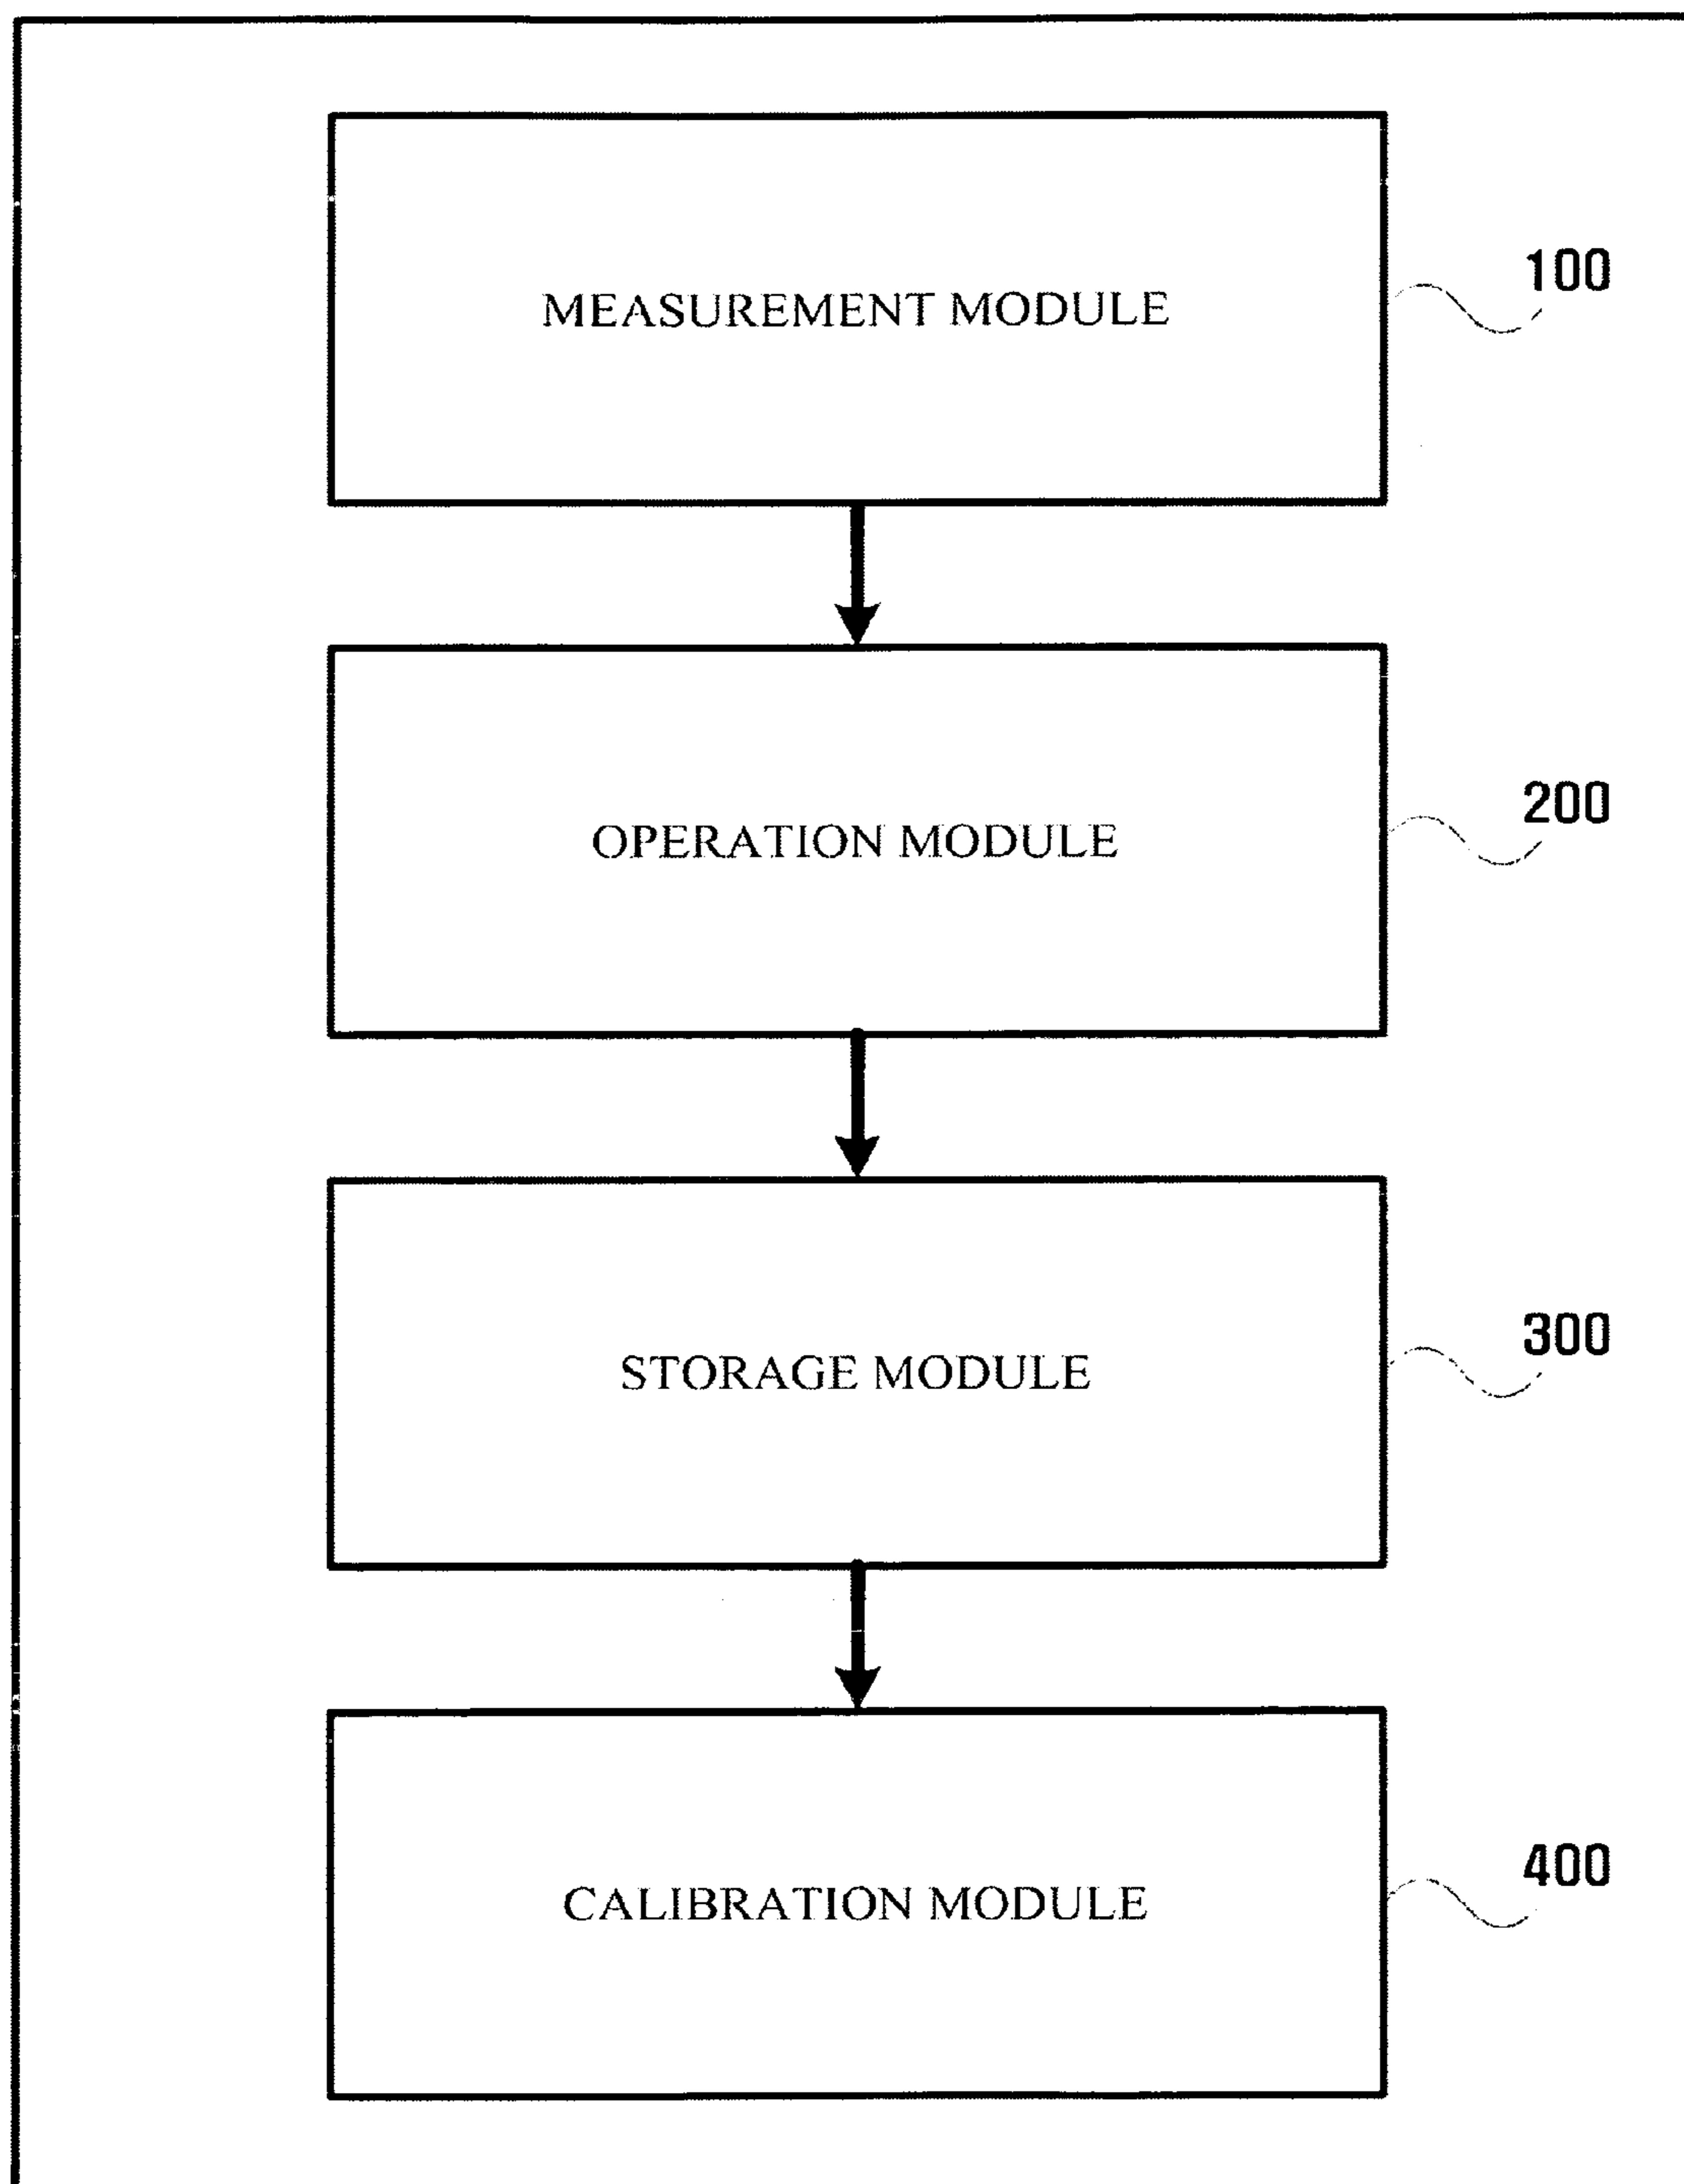 MEASUREMENT MODULE
100
OPERATION MODULE
200
STORAGE MODULE
300
CALIBRATION MODULE
400